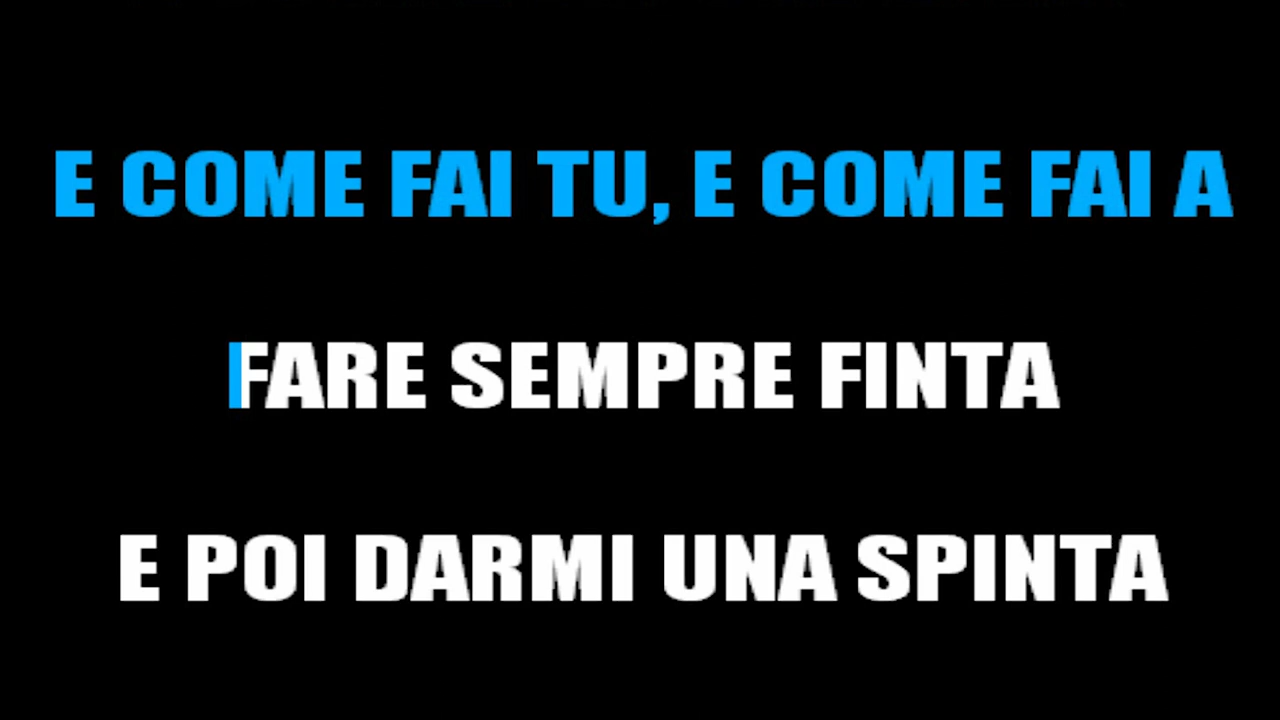 E COME FAI TU, E COME FAI A
FARE SEMPRE FINTA
E POI DARMI UNA SPINTA